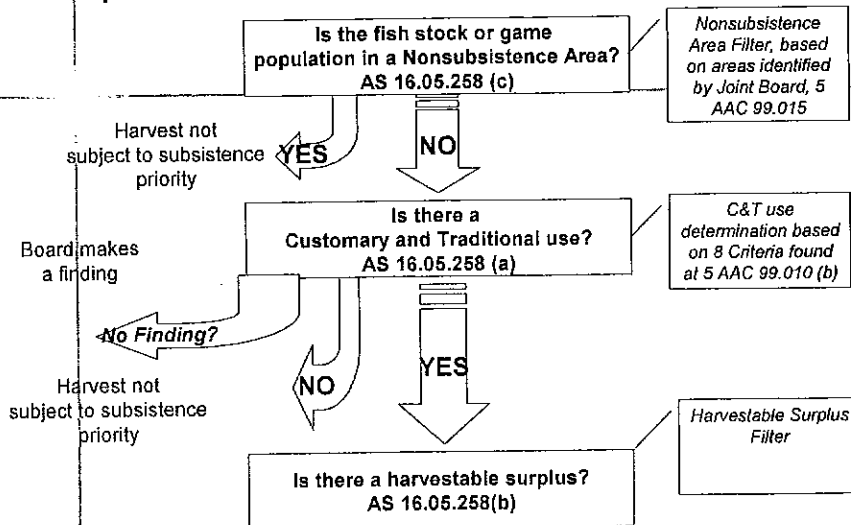 Is the fish stock or game
population in a Nonsubsistence Area?
AS 16.05.258 (c)
Nonsubsistence
Area Filter, based
on areas identified
by Joint Board, 5
AAC 99.015
Harvest not
subject to subsistence
priority
YES
NO
Is there a
Customary and Traditional use?
AS 16.05.258 (a)
C&T use
determination based
on 8 Criteria found
at 5 AAC 99.010 (b)
Board makes
a finding
No Finding?
NO
YES
Harvest not
subject to subsistence
priority
Is there a harvestable surplus?
AS 16.05.258(b)
Harvestable Surplus
Filter